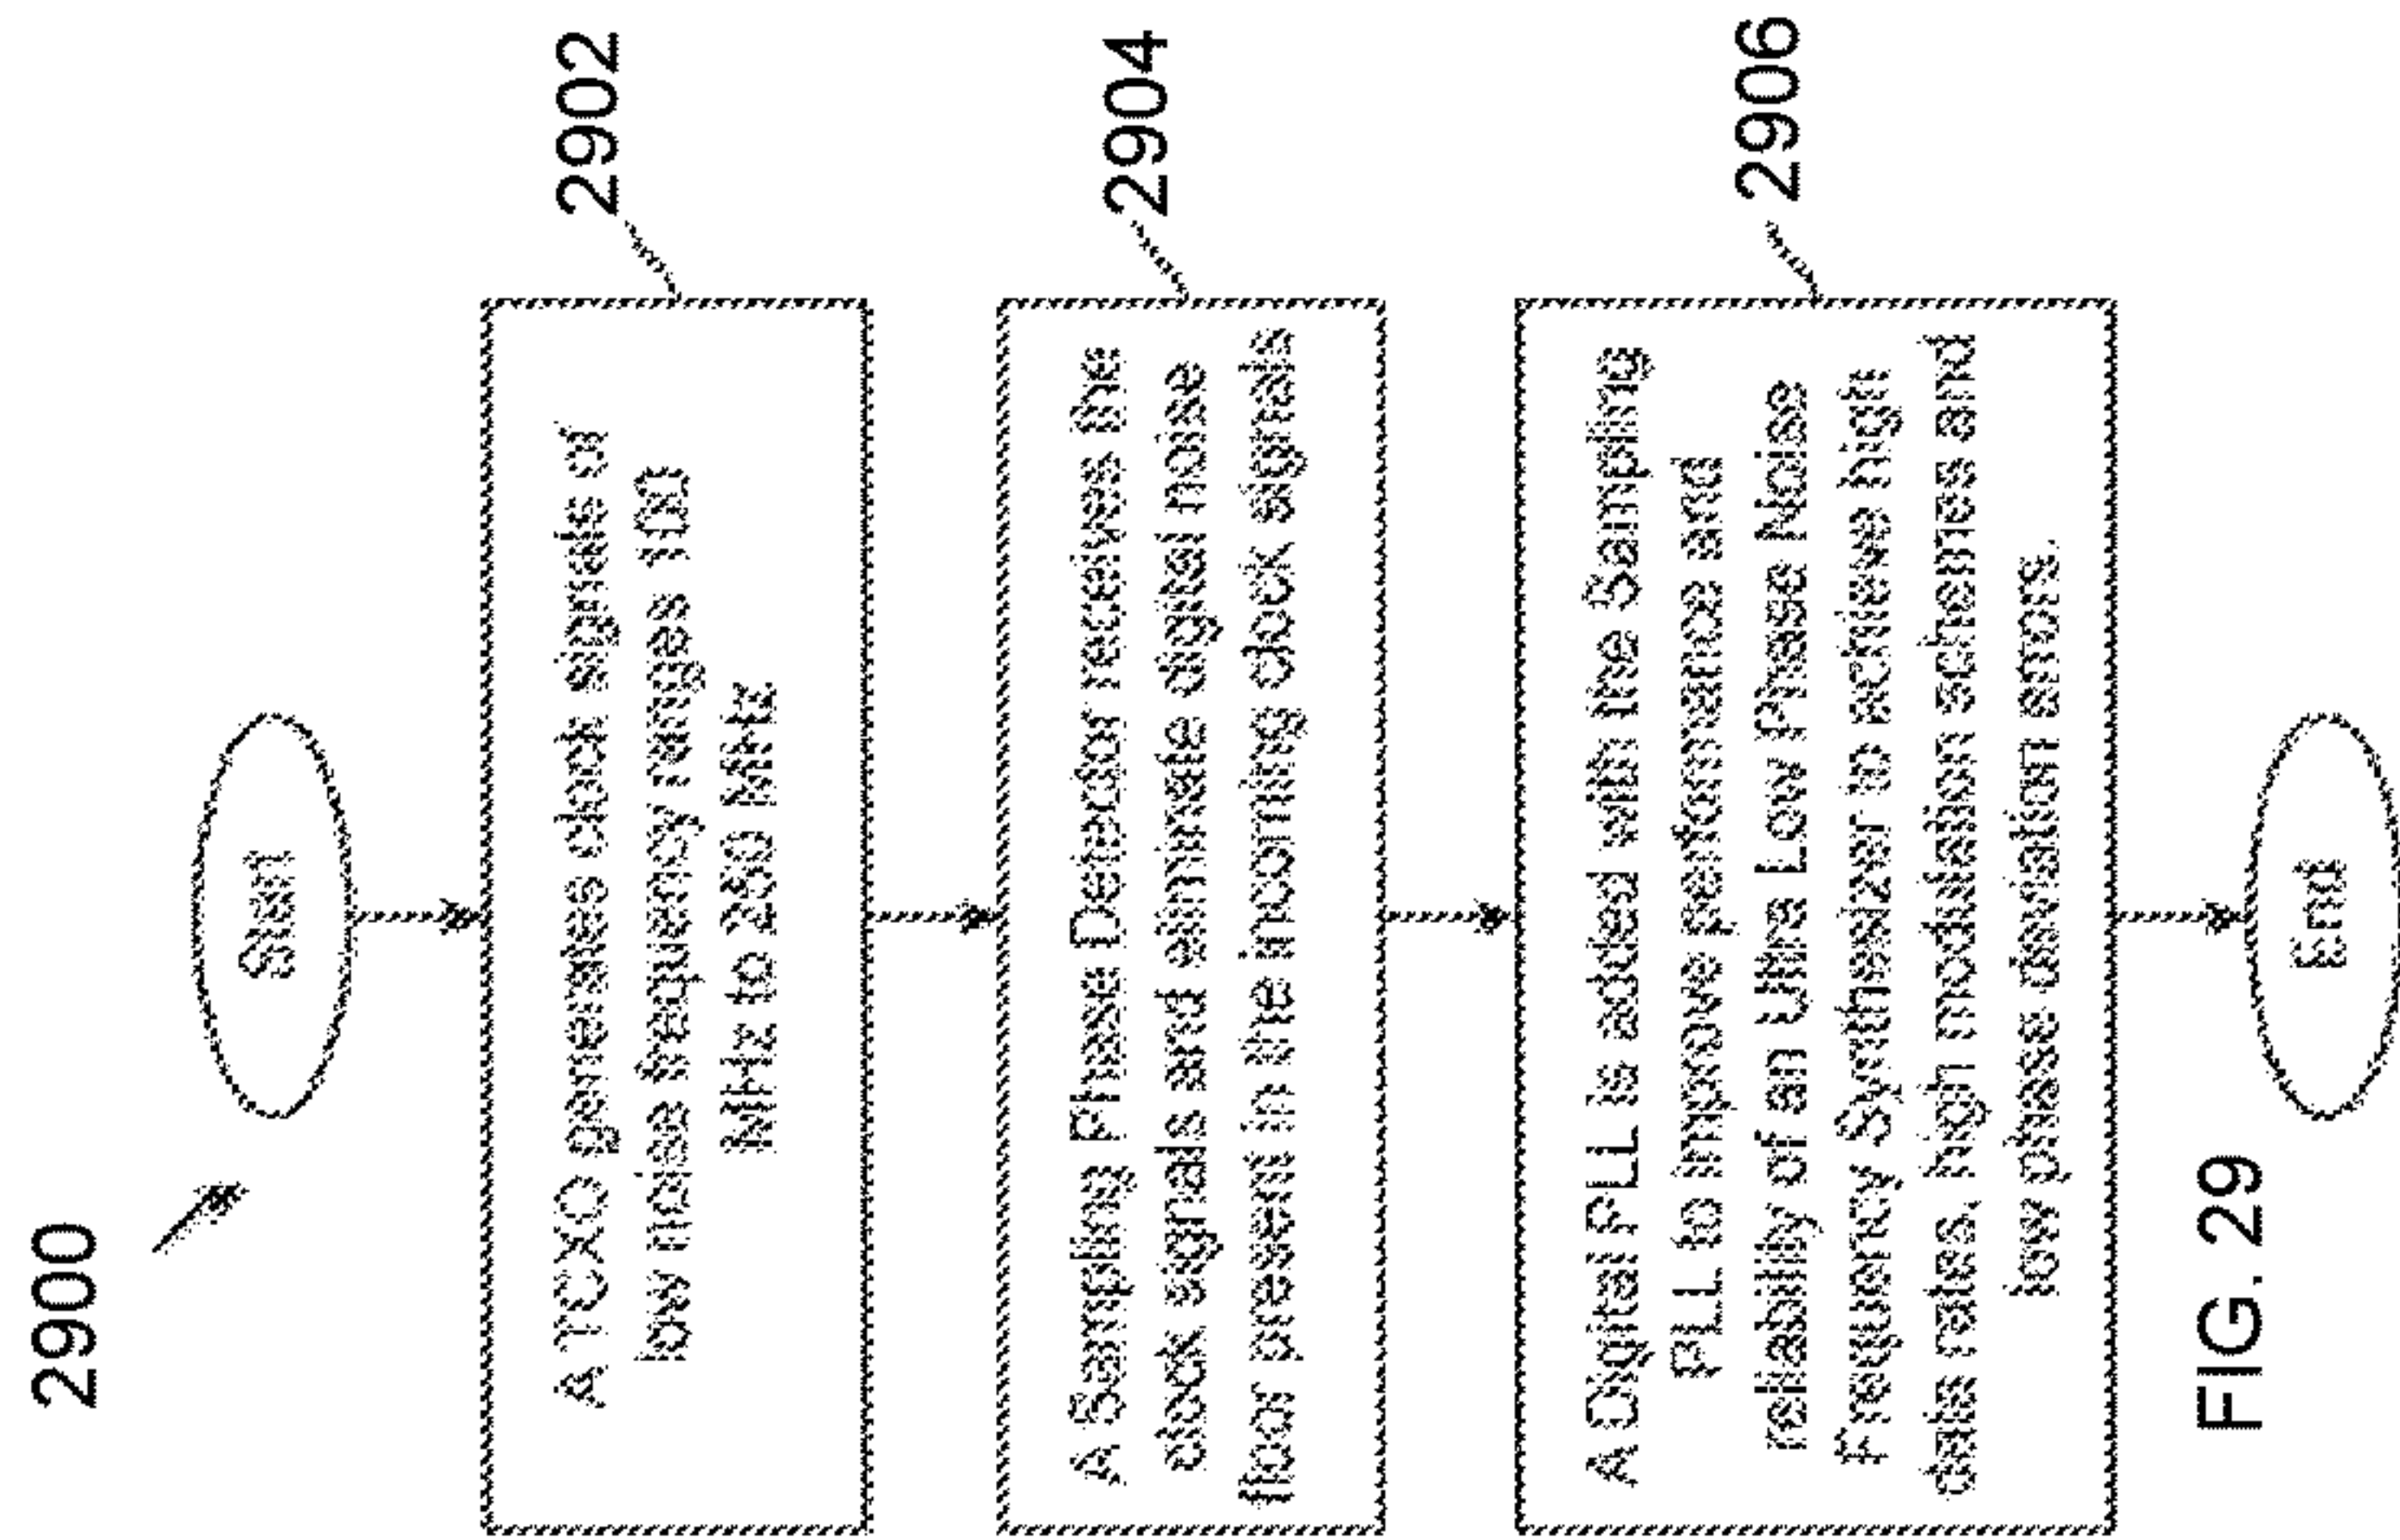 2900
Start
A TCXO generates clock signals of
low noise frequency ranges 100
MHz to 250 MHz
2902
A Sampling Phase Detector receives the
clock signals and eliminate digital noise
floor present in the incoming clock signals
2904
A Digital PLL is added with the Sampling
PLL to improve performance and
reliability of an Ultra Low Phase Noise
Frequency Synthesizer to achieve high
data rates, high modulation schemes and
low phase deviation errors.
2906
End
FIG. 29